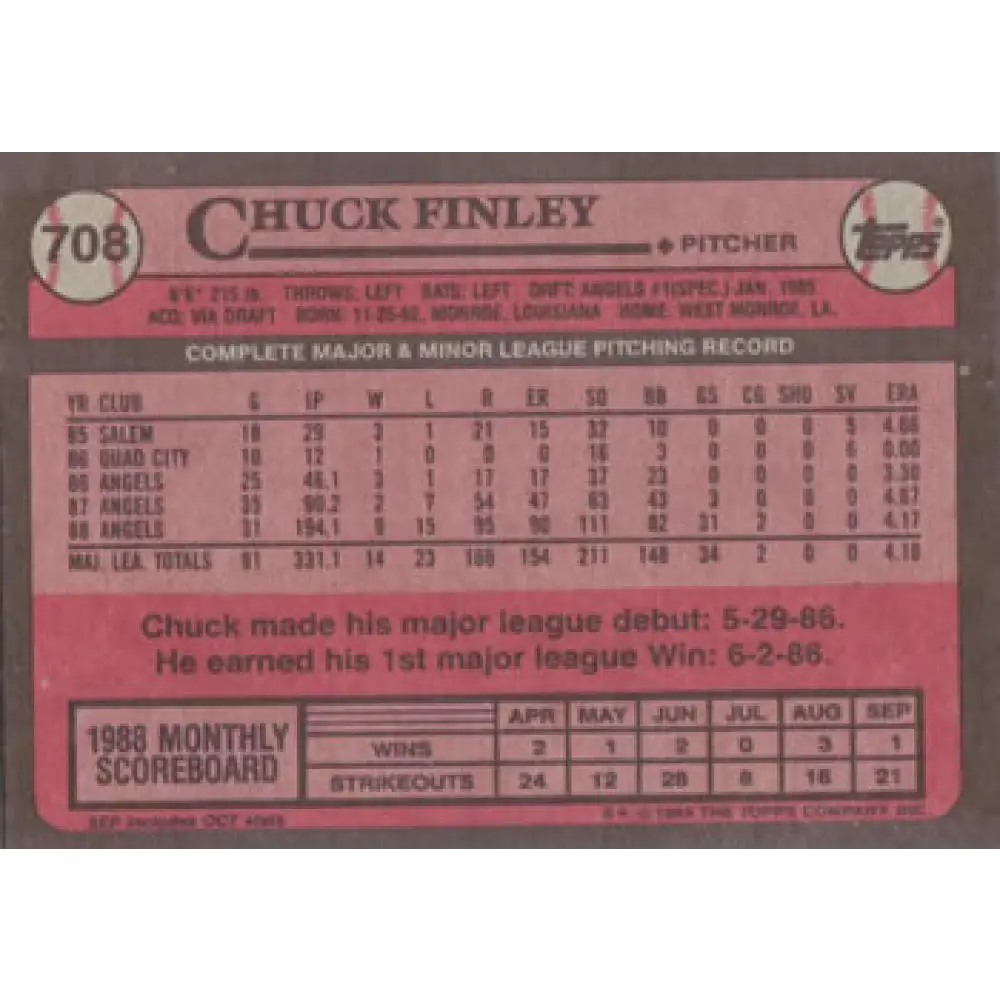 708
CHUCK FINLEY
PITCHER
Topps
6'6" 215 lb. THROWS: LEFT BATS: LEFT DRAFT: ANGELS #1(SPEC.)-JAN. 1985
ACQ: VIA DRAFT BORN: 11-26-62, MONROE, LOUISIANA HOME: WEST MONROE, LA.
COMPLETE MAJOR & MINOR LEAGUE PITCHING RECORD
YR CLUB G IP W L R ER SO BB GS CG SHO SV ERA
85 SALEM 18 29 3 1 21 15 32 10 0 0 0 5 4.66
86 QUAD CITY 10 12 1 0 0 0 16 3 0 0 0 6 0.00
86 ANGELS 25 46.1 3 1 17 17 37 23 0 0 0 0 3.30
87 ANGELS 35 90.2 2 7 54 47 63 43 3 0 0 0 4.67
88 ANGELS 31 194.1 9 15 95 90 111 82 31 2 0 0 4.17
MAJ. LEA. TOTALS 91 331.1 14 23 166 154 211 148 34 2 0 0 4.18
Chuck made his major league debut: 5-29-86.
He earned his 1st major league Win: 6-2-86.
1988 MONTHLY SCOREBOARD
APR MAY JUN JUL AUG SEP
WINS 2 1 2 0 3 1
STRIKEOUTS 24 12 28 8 18 21
SEP includes OCT
THE TOPPS COMPANY INC.